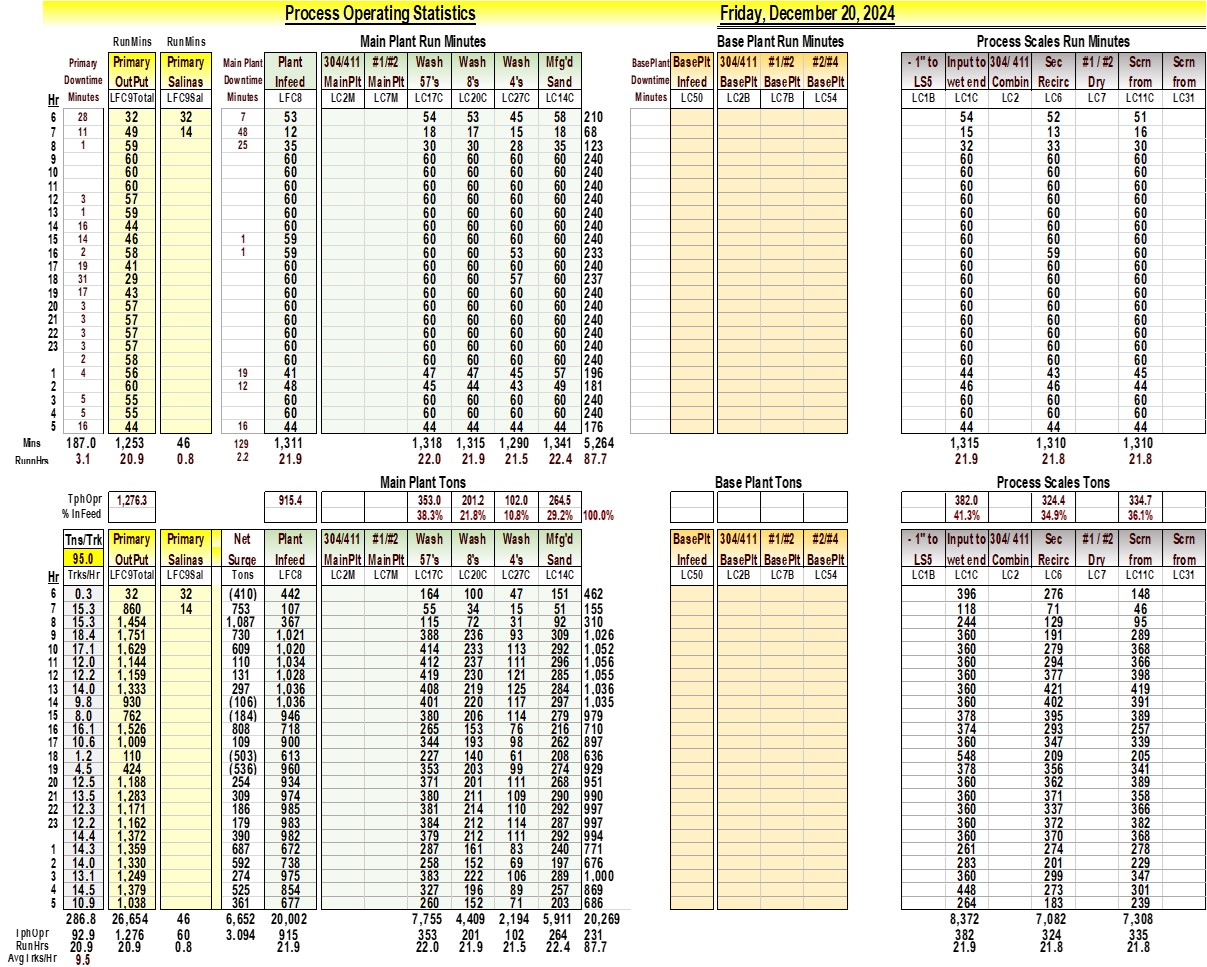 Process Operating Statistics Friday, December 20, 2024
RunMins RunMins Main Plant Run Minutes Base Plant Run Minutes Process Scales Run Minutes
Primary Primary Primary Main Plant Plant 304/411 #1/#2 Wash Wash Wash Mfg'd BasePlant BasePlt 304/411 #1/#2 #2/#4 - 1" to Input to 304/ 411 Sec #1 / #2 Scrn Scrn
Downtime OutPut Salinas Downtime Infeed MainPlt MainPlt 57's 8's 4's Sand Downtime Infeed BasePlt BasePlt BasePlt LS5 wet end Combin Recirc Dry from from
Hr Minutes LFC9Total LFC9Sal Minutes LFC8 LC2M LC7M LC17C LC20C LC27C LC14C Minutes LC50 LC2B LC7B LC54 LC1B LC1C LC2 LC6 LC7 LC11C LC31
6 28 32 32 7 53 54 53 45 58 210 54 52 51
7 11 49 14 48 12 18 17 15 18 68 15 13 16
8 1 59 25 35 30 30 28 35 123 32 33 30
9 60 60 60 60 60 60 240 60 60 60
10 60 60 60 60 60 60 240 60 60 60
11 60 60 60 60 60 60 240 60 60 60
12 3 57 60 60 60 60 60 240 60 60 60
13 1 59 60 60 60 60 60 240 60 60 60
14 16 44 60 60 60 60 60 240 60 60 60
15 14 46 1 59 60 60 60 60 240 60 60 60
16 2 58 1 59 60 60 53 60 233 60 59 60
17 19 41 60 60 60 60 60 240 60 60 60
18 31 29 60 60 60 57 60 237 60 60 60
19 17 43 60 60 60 60 60 240 60 60 60
20 3 57 60 60 60 60 60 240 60 60 60
21 3 57 60 60 60 60 60 240 60 60 60
22 3 57 60 60 60 60 60 240 60 60 60
23 3 57 60 60 60 60 60 240 60 60 60
2 58 60 60 60 60 60 240 60 60 60
1 4 56 19 41 47 47 45 57 196 44 43 45
2 60 12 48 45 44 43 49 181 46 46 44
3 5 55 60 60 60 60 60 240 60 60 60
4 5 55 60 60 60 60 60 240 60 60 60
5 16 44 16 44 44 44 44 44 176 44 44 44
Mins 187.0 1,253 46 129 1,311 1,318 1,315 1,290 1,341 5,264 1,315 1,310 1,310
RunnHrs 3.1 20.9 0.8 2.2 21.9 22.0 21.9 21.5 22.4 87.7 21.9 21.8 21.8
Main Plant Tons Base Plant Tons Process Scales Tons
TphOpr 1,276.3 915.4 353.0 201.2 102.0 264.5 382.0 324.4 334.7
% InFeed 38.3% 21.8% 10.8% 29.2% 100.0% 41.3% 34.9% 36.1%
Tns/Trk Primary Primary Net Plant 304/411 #1/#2 Wash Wash Wash Mfg'd BasePlt 304/411 #1/#2 #2/#4 - 1" to Input to 304/ 411 Sec #1 / #2 Scrn Scrn
95.0 OutPut Salinas Surge Infeed MainPlt MainPlt 57's 8's 4's Sand Infeed BasePlt BasePlt BasePlt LS5 wet end Combin Recirc Dry from from
Hr Trks/Hr LFC9Total LFC9Sal Tons LFC8 LC2M LC7M LC17C LC20C LC27C LC14C LC50 LC2B LC7B LC54 LC1B LC1C LC2 LC6 LC7 LC11C LC31
6 0.3 32 32 (410) 442 164 100 47 151 462 396 276 148
7 15.3 860 14 753 107 55 34 15 51 155 118 71 46
8 15.3 1,454 1,087 367 115 72 31 92 310 244 129 95
9 18.4 1,751 730 1,021 388 236 93 309 1,026 360 191 289
10 17.1 1,629 609 1,020 414 233 113 292 1,052 360 279 368
11 12.0 1,144 110 1,034 412 237 111 296 1,056 360 294 366
12 12.2 1,159 131 1,028 419 230 121 285 1,055 360 377 398
13 14.0 1,333 297 1,036 408 219 125 284 1,036 360 421 419
14 9.8 930 (106) 1,036 401 220 117 297 1,035 360 402 391
15 8.0 762 (184) 946 380 206 114 279 979 378 395 389
16 16.1 1,526 808 718 265 153 76 216 710 374 293 257
17 10.6 1,009 109 900 344 193 98 262 897 360 347 339
18 1.2 110 (503) 613 227 140 61 208 636 548 209 205
19 4.5 424 (536) 960 353 203 99 274 929 378 356 341
20 12.5 1,188 254 934 371 201 111 268 951 360 362 389
21 13.5 1,283 309 974 380 211 109 290 990 360 371 358
22 12.3 1,171 186 985 381 214 110 292 997 360 337 366
23 12.2 1,162 179 983 384 212 114 287 997 360 372 382
14.4 1,372 390 982 379 212 111 292 994 360 370 368
1 14.3 1,359 687 672 287 161 83 240 771 261 274 278
2 14.0 1,330 592 738 258 152 69 197 676 283 201 229
3 13.1 1,249 274 975 383 222 106 289 1,000 360 299 347
4 14.5 1,379 525 854 327 196 89 257 869 448 273 301
5 10.9 1,038 361 677 260 152 71 203 686 264 183 239
286.8 26,654 46 6,652 20,002 7,755 4,409 2,194 5,911 20,269 8,372 7,082 7,308
TphOpr 92.9 1,276 60 3.094 915 353 201 102 264 231 382 324 335
RunHrs 20.9 20.9 0.8 21.9 22.0 21.9 21.5 22.4 87.7 21.9 21.8 21.8
AvgTrks/Hr 9.5